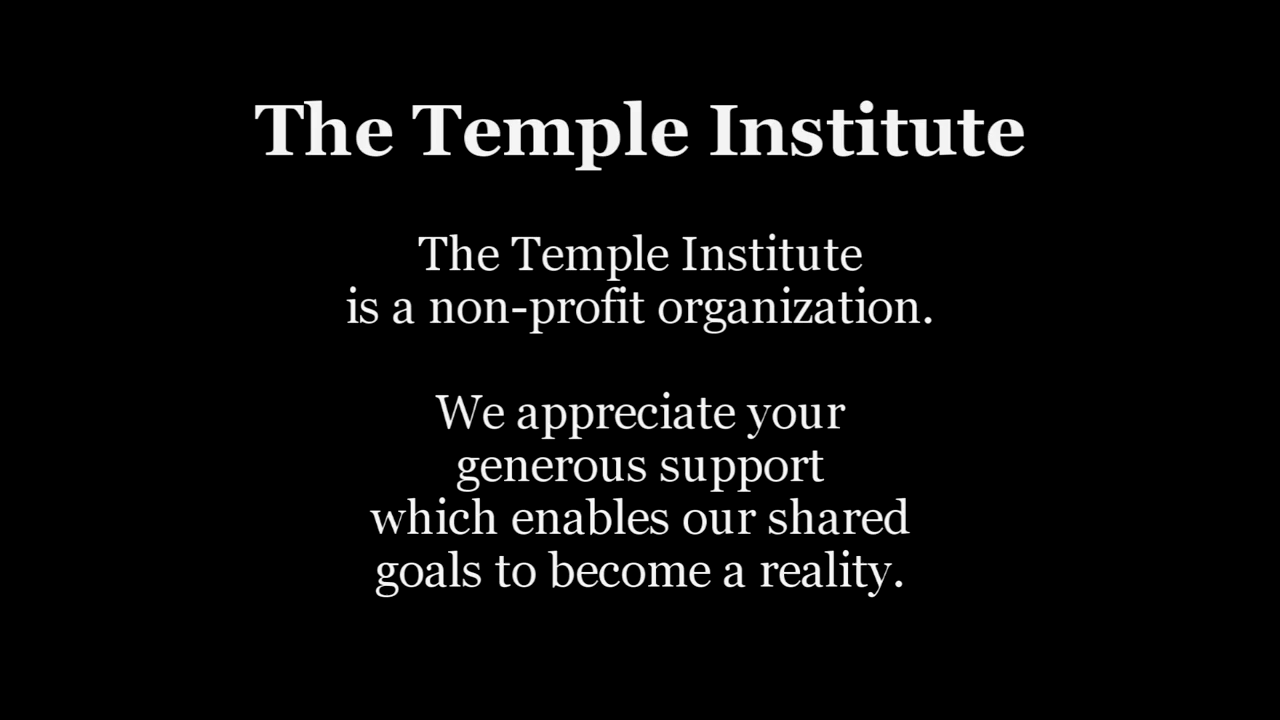 The Temple Institute
The Temple Institute
is a non-profit organization.
We appreciate your
generous support
which enables our shared
goals to become a reality.